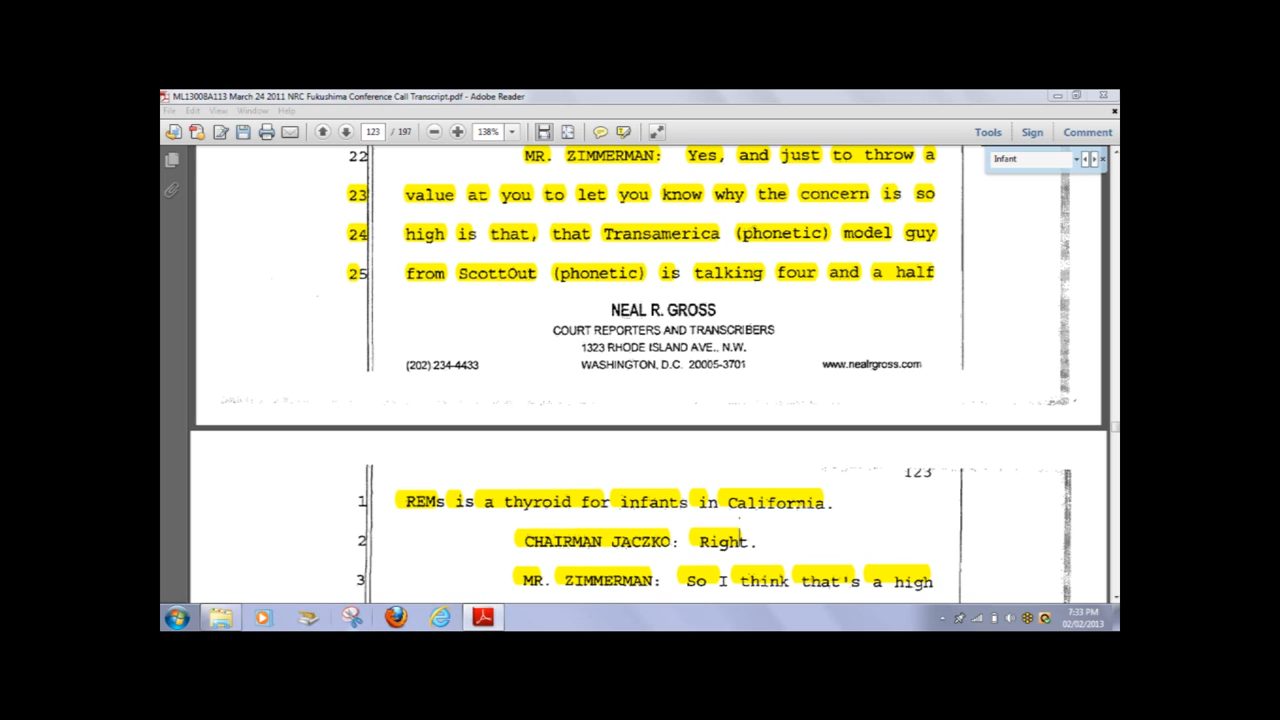 ML13008A113 March 24 2011 NRC Fukushima Conference Call Transcript.pdf - Adobe Reader
File Edit View Window Help
123 / 197 138% Tools Sign Comment
Infant
22 MR. ZIMMERMAN: Yes, and just to throw a
23 value at you to let you know why the concern is so
24 high is that, that Transamerica (phonetic) model guy
25 from ScottOut (phonetic) is talking four and a half
NEAL R. GROSS
COURT REPORTERS AND TRANSCRIBERS
1323 RHODE ISLAND AVE., N.W.
(202) 234-4433 WASHINGTON, D.C. 20005-3701 www.nealrgross.com
123
1 REMs is a thyroid for infants in California.
2 CHAIRMAN JACZKO: Right.
3 MR. ZIMMERMAN: So I think that's a high
7:33 PM
02/02/2013